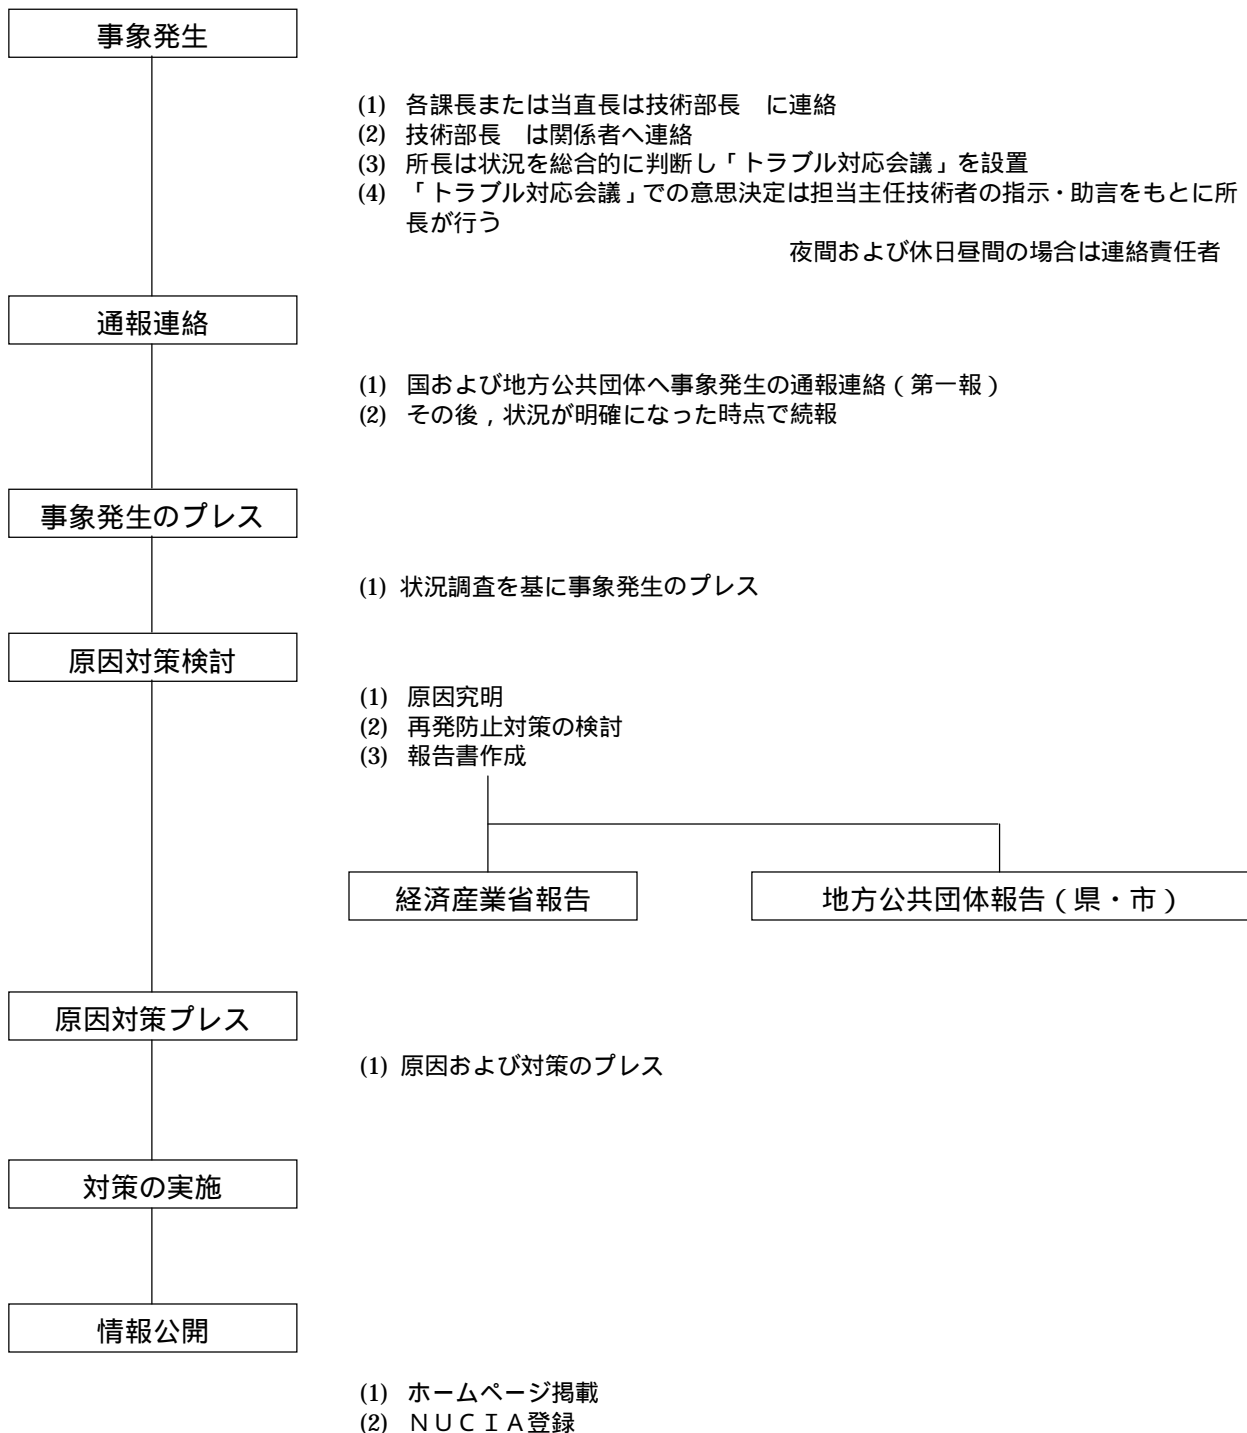 事象発生
(1) 各課長または当直長は技術部長　に連絡
(2) 技術部長　は関係者へ連絡
(3) 所長は状況を総合的に判断し「トラブル対応会議」を設置
(4) 「トラブル対応会議」での意思決定は担当主任技術者の指示・助言をもとに所
長が行う
夜間および休日昼間の場合は連絡責任者
通報連絡
(1) 国および地方公共団体へ事象発生の通報連絡（第一報）
(2) その後，状況が明確になった時点で続報
事象発生のプレス
(1) 状況調査を基に事象発生のプレス
原因対策検討
(1) 原因究明
(2) 再発防止対策の検討
(3) 報告書作成
経済産業省報告
地方公共団体報告（県・市）
原因対策プレス
(1) 原因および対策のプレス
対策の実施
情報公開
(1) ホームページ掲載
(2) ＮＵＣＩＡ登録